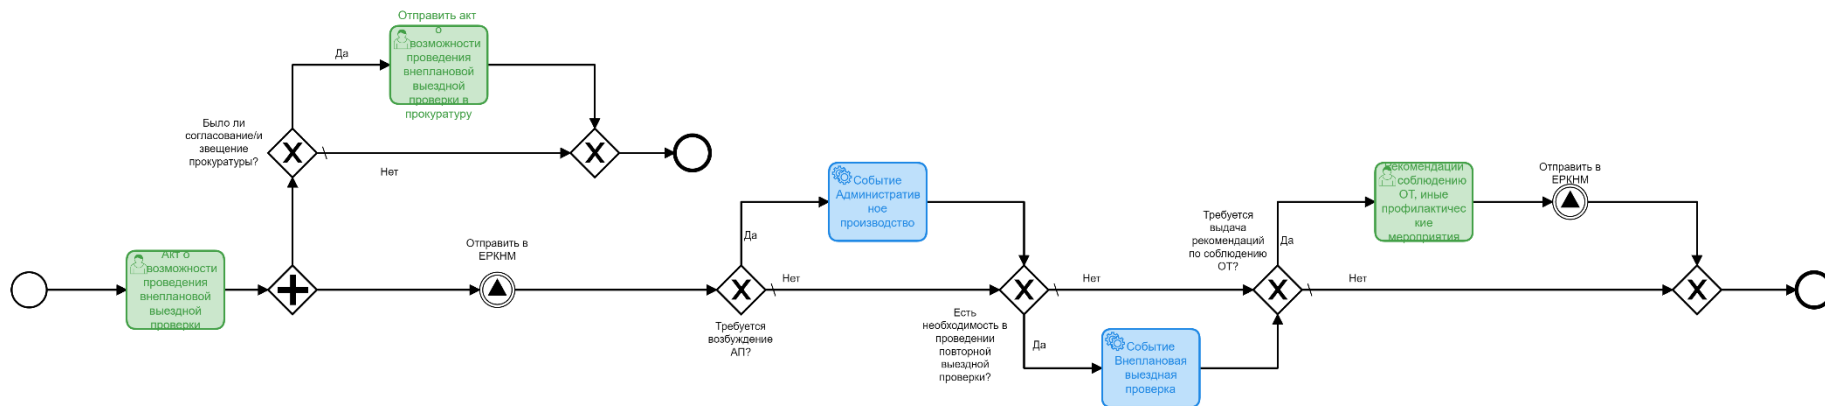 Отправить акт
о
возможности
проведения
внеплановой
выездной
проверки в
прокуратуру
Да
Было ли
согласование/и
звещение
прокуратуры?
Нет
Акт о
возможности
проведения
внеплановой
выездной
проверки
Отправить в
ЕРКНМ
Требуется
возбуждение
АП?
Да
Нет
Событие
Административ
ное
производство
Есть
необходимость в
проведении
повторной
выездной
проверки?
Нет
Да
Событие
Внеплановая
выездная
проверка
Требуется
выдача
рекомендаций
по соблюдению
ОТ?
Да
Нет
Рекомендации
соблюдению
ОТ, иные
профилактичес
кие
мероприятия
Отправить в
ЕРКНМ